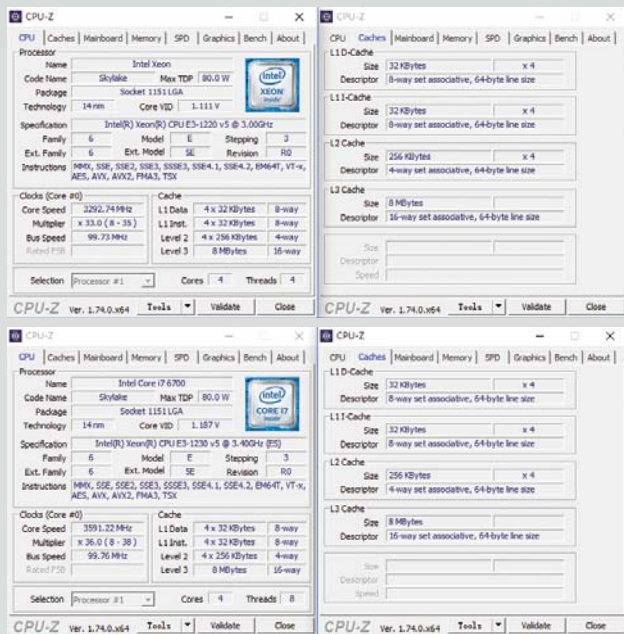 CPU-Z
CPU Caches Mainboard Memory SPD Graphics Bench About
Processor
Name Intel Xeon
Code Name Skylake Max TDP 80.0 W
Package Socket 1151 LGA
Technology 14 nm Core VID 1.111 V
intel XEON inside
Specification Intel(R) Xeon(R) CPU E3-1220 v5 @ 3.00GHz
Family 6 Model E Stepping 3
Ext. Family 6 Ext. Model 5E Revision R0
Instructions MMX, SSE, SSE2, SSE3, SSSE3, SSE4.1, SSE4.2, EM64T, VT-x,
AES, AVX, AVX2, FMA3, TSX
Clocks (Core #0)
Core Speed 3292.74 MHz
Multiplier x 33.0 ( 8 - 35 )
Bus Speed 99.73 MHz
Rated FSB
Cache
L1 Data 4 x 32 KBytes 8-way
L1 Inst. 4 x 32 KBytes 8-way
Level 2 4 x 256 KBytes 4-way
Level 3 8 MBytes 16-way
Selection Processor #1 Cores 4 Threads 4
CPU-Z Ver. 1.74.0.x64 Tools Validate Close
CPU-Z
CPU Caches Mainboard Memory SPD Graphics Bench About
L1 D-Cache
Size 32 KBytes x 4
Descriptor 8-way set associative, 64-byte line size
L1 I-Cache
Size 32 KBytes x 4
Descriptor 8-way set associative, 64-byte line size
L2 Cache
Size 256 KBytes x 4
Descriptor 4-way set associative, 64-byte line size
L3 Cache
Size 8 MBytes
Descriptor 16-way set associative, 64-byte line size
Size
Descriptor
Speed
CPU-Z Ver. 1.74.0.x64 Tools Validate Close
CPU-Z
CPU Caches Mainboard Memory SPD Graphics Bench About
Processor
Name Intel Core i7 6700
Code Name Skylake Max TDP 80.0 W
Package Socket 1151 LGA
Technology 14 nm Core VID 1.187 V
intel CORE i7 inside
Specification Intel(R) Xeon(R) CPU E3-1230 v5 @ 3.40GHz (ES)
Family 6 Model E Stepping 3
Ext. Family 6 Ext. Model 5E Revision R0
Instructions MMX, SSE, SSE2, SSE3, SSSE3, SSE4.1, SSE4.2, EM64T, VT-x,
AES, AVX, AVX2, FMA3, TSX
Clocks (Core #0)
Core Speed 3591.22 MHz
Multiplier x 36.0 ( 8 - 38 )
Bus Speed 99.76 MHz
Rated FSB
Cache
L1 Data 4 x 32 KBytes 8-way
L1 Inst. 4 x 32 KBytes 8-way
Level 2 4 x 256 KBytes 4-way
Level 3 8 MBytes 16-way
Selection Processor #1 Cores 4 Threads 8
CPU-Z Ver. 1.74.0.x64 Tools Validate Close
CPU-Z
CPU Caches Mainboard Memory SPD Graphics Bench About
L1 D-Cache
Size 32 KBytes x 4
Descriptor 8-way set associative, 64-byte line size
L1 I-Cache
Size 32 KBytes x 4
Descriptor 8-way set associative, 64-byte line size
L2 Cache
Size 256 KBytes x 4
Descriptor 4-way set associative, 64-byte line size
L3 Cache
Size 8 MBytes
Descriptor 16-way set associative, 64-byte line size
Size
Descriptor
Speed
CPU-Z Ver. 1.74.0.x64 Tools Validate Close